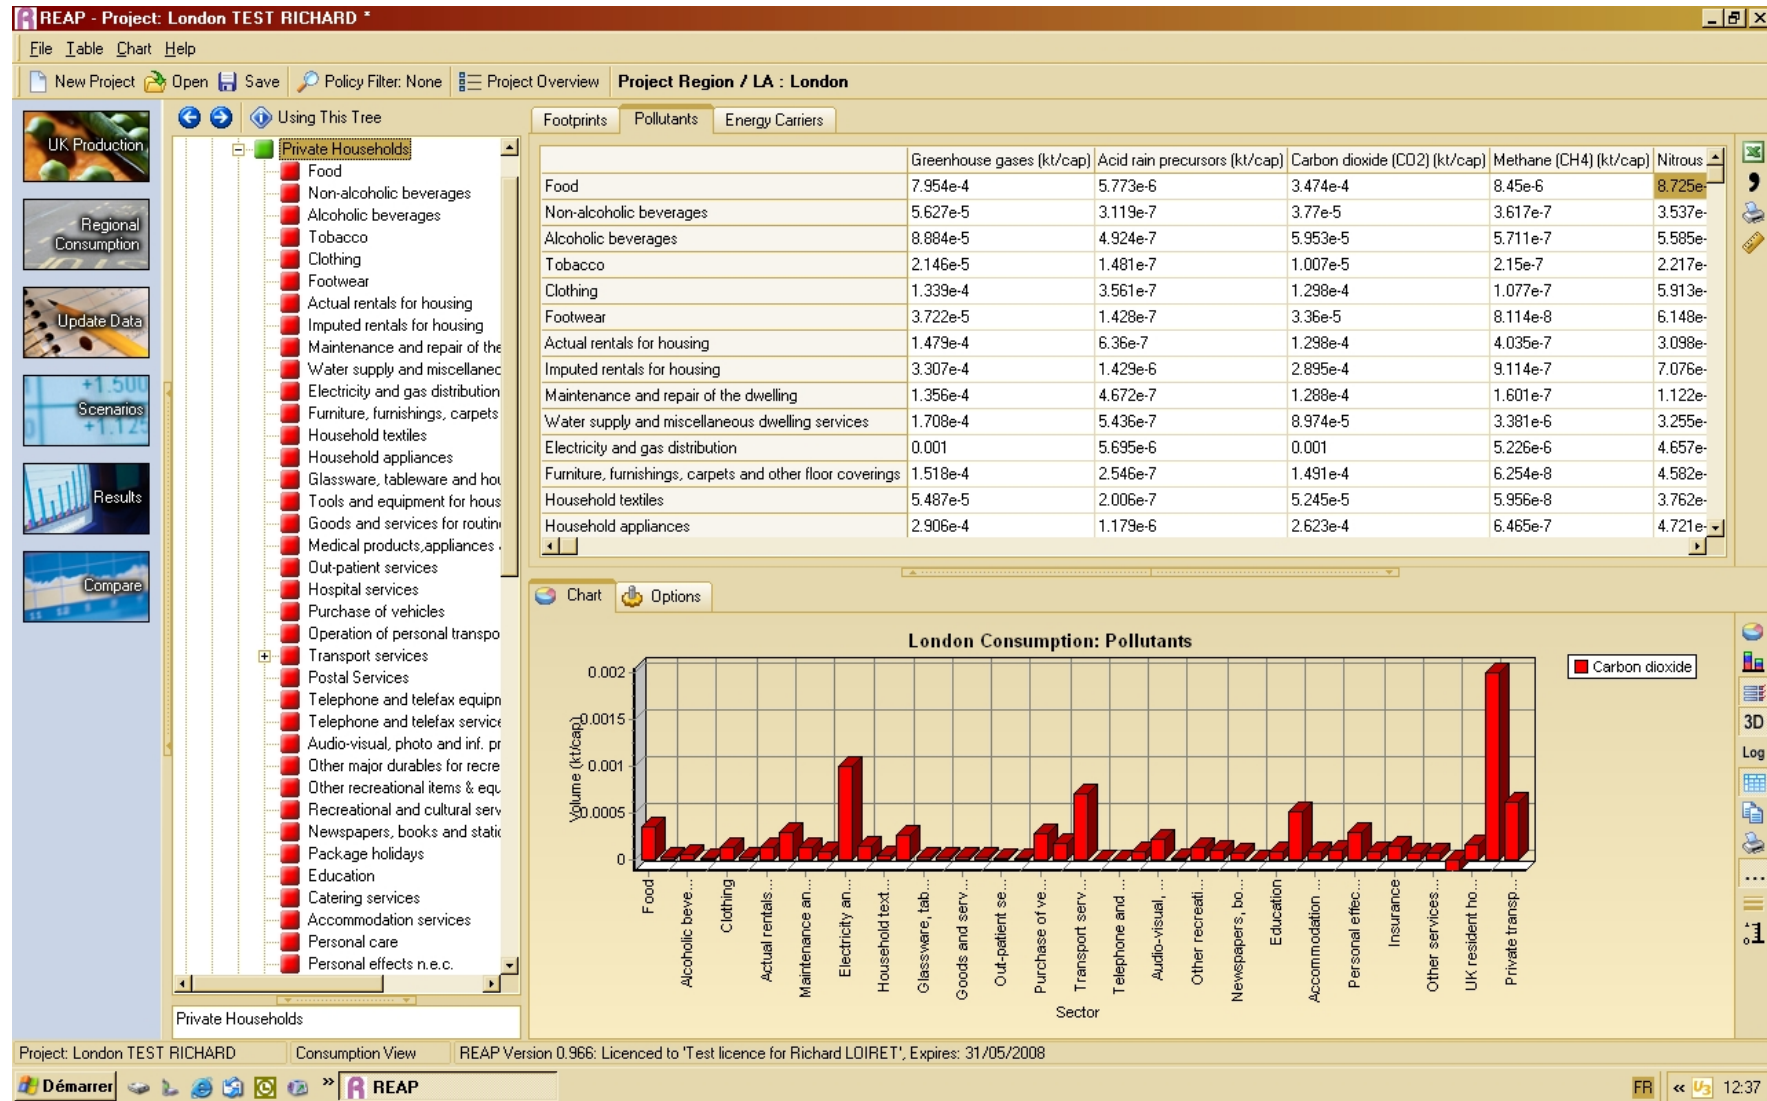 REAP - Project: London TEST RICHARD *
File Table Chart Help
New Project Open Save Policy Filter: None Project Overview Project Region / LA : London
UK Production
Regional Consumption
Update Data
Scenarios
Results
Compare
Using This Tree
Private Households
Food
Non-alcoholic beverages
Alcoholic beverages
Tobacco
Clothing
Footwear
Actual rentals for housing
Imputed rentals for housing
Maintenance and repair of the
Water supply and miscellanec
Electricity and gas distribution
Furniture, furnishings, carpets
Household textiles
Household appliances
Glassware, tableware and hou
Tools and equipment for hous
Goods and services for routin
Medical products,appliances
Out-patient services
Hospital services
Purchase of vehicles
Operation of personal transpo
Transport services
Postal Services
Telephone and telefax equipn
Telephone and telefax service
Audio-visual, photo and inf. pr
Other major durables for recre
Other recreational items & equ
Recreational and cultural serv
Newspapers, books and static
Package holidays
Education
Catering services
Accommodation services
Personal care
Personal effects n.e.c.
Private Households
Footprints Pollutants Energy Carriers
Greenhouse gases (kt/cap) Acid rain precursors (kt/cap) Carbon dioxide (CO2) (kt/cap) Methane (CH4) (kt/cap) Nitrous
Food 7.954e-4 5.773e-6 3.474e-4 8.45e-6 8.725e-
Non-alcoholic beverages 5.627e-5 3.119e-7 3.77e-5 3.617e-7 3.537e-
Alcoholic beverages 8.884e-5 4.924e-7 5.953e-5 5.711e-7 5.585e-
Tobacco 2.146e-5 1.481e-7 1.007e-5 2.15e-7 2.217e-
Clothing 1.339e-4 3.561e-7 1.298e-4 1.077e-7 5.913e-
Footwear 3.722e-5 1.428e-7 3.36e-5 8.114e-8 6.148e-
Actual rentals for housing 1.479e-4 6.36e-7 1.298e-4 4.035e-7 3.098e-
Imputed rentals for housing 3.307e-4 1.429e-6 2.895e-4 9.114e-7 7.076e-
Maintenance and repair of the dwelling 1.356e-4 4.672e-7 1.288e-4 1.601e-7 1.122e-
Water supply and miscellaneous dwelling services 1.708e-4 5.436e-7 8.974e-5 3.381e-6 3.255e-
Electricity and gas distribution 0.001 5.695e-6 0.001 5.226e-6 4.657e-
Furniture, furnishings, carpets and other floor coverings 1.518e-4 2.546e-7 1.491e-4 6.254e-8 4.582e-
Household textiles 5.487e-5 2.006e-7 5.245e-5 5.956e-8 3.762e-
Household appliances 2.906e-4 1.179e-6 2.623e-4 6.465e-7 4.721e-
Chart Options
London Consumption: Pollutants
Carbon dioxide
0.002
0.0015
0.001
0.0005
0
Volume (kt/cap)
Food
Alcoholic beve...
Clothing
Actual rentals...
Maintenance an...
Electricity an...
Household text...
Glassware, tab...
Goods and serv...
Out-patient se...
Purchase of ve...
Transport serv...
Telephone and ...
Audio-visual, ...
Other recreati...
Newspapers, bo...
Education
Accommodation ...
Personal effec...
Insurance
Other services...
UK resident ho...
Private transp...
Sector
3D
Log
Project: London TEST RICHARD Consumption View REAP Version 0.966: Licenced to 'Test licence for Richard LOIRET', Expires: 31/05/2008
Démarrer » REAP FR « U3 12:37